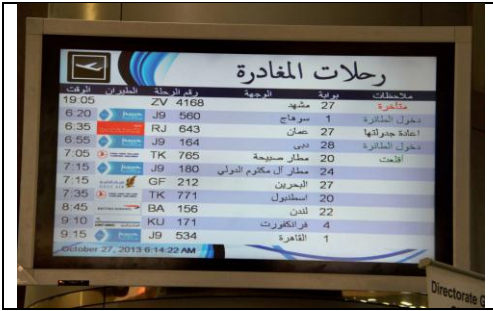 رحلات المغادرة
ملاحظات بوابة الوجهة رقم الرحلة الطيران الوقت
متأخرة 27 مشهد ZV 4168 19:05
دخول الطائرة 1 سوهاج J9 560 6:20
اعادة جدولتها 27 عمان RJ 643 6:35
دخول الطائرة 28 دبى J9 164 6:55
أقلعت 20 مطار صبيحة TK 765 7:05
24 مطار آل مكتوم الدولي J9 180 7:15
27 البحرين GF 212 7:15
20 اسطنبول TK 771 7:35
22 لندن BA 156 8:45
4 فرانكفورت KU 171 9:10
1 القاهرة J9 534 9:15
October 27, 2013 6:14:22 AM
Directorate G